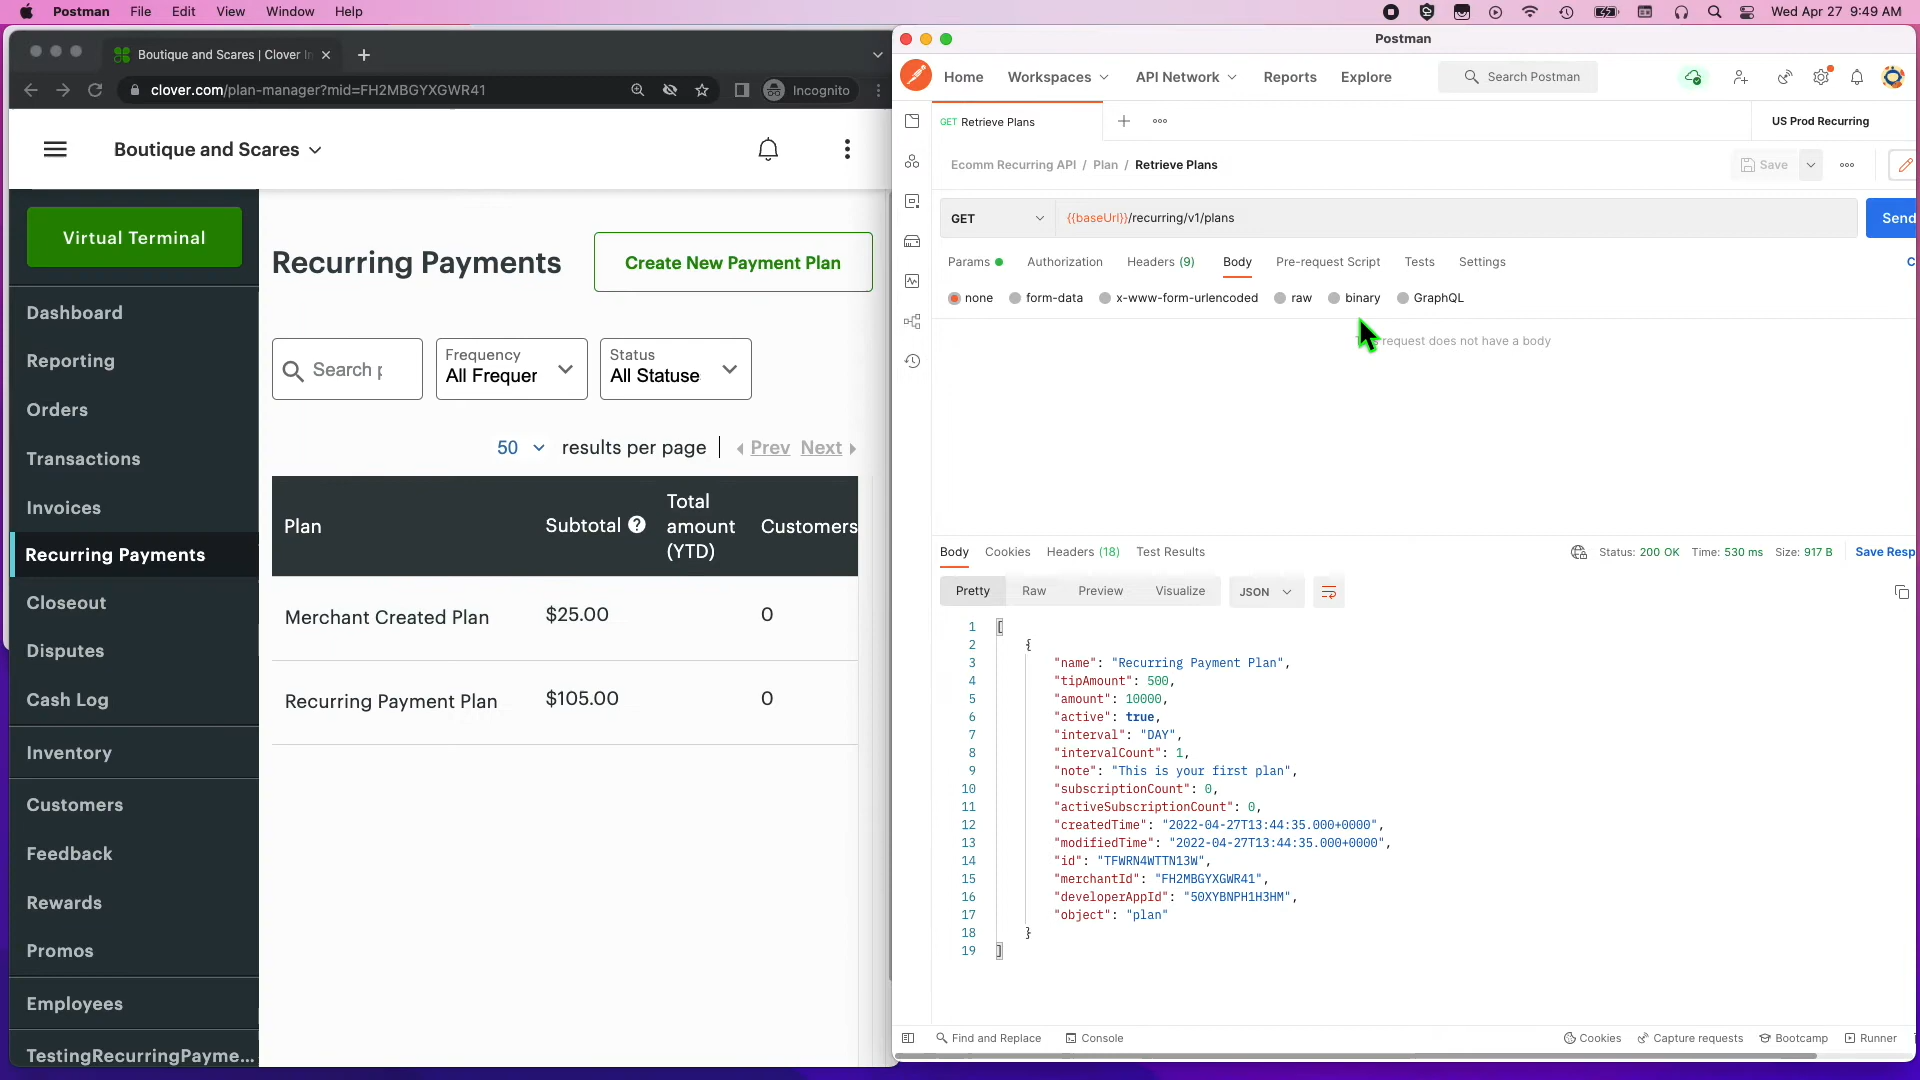 Postman File Edit View Window Help
Wed Apr 27 9:49 AM
Boutique and Scares | Clover In
clover.com/plan-manager?mid=FH2MBGYXGWR41
Incognito
Boutique and Scares
Virtual Terminal
Dashboard
Reporting
Orders
Transactions
Invoices
Recurring Payments
Closeout
Disputes
Cash Log
Inventory
Customers
Feedback
Rewards
Promos
Employees
TestingRecurringPayme...
Recurring Payments
Create New Payment Plan
Search p
Frequency
All Frequer
Status
All Statuse
50 results per page | Prev Next
Plan Subtotal ? Total amount (YTD) Customers
Merchant Created Plan $25.00 0
Recurring Payment Plan $105.00 0
Postman
Home Workspaces API Network Reports Explore Search Postman
GET Retrieve Plans
US Prod Recurring
Ecomm Recurring API / Plan / Retrieve Plans
Save
GET {{baseUrl}}/recurring/v1/plans
Send
Params Authorization Headers (9) Body Pre-request Script Tests Settings
C
none form-data x-www-form-urlencoded raw binary GraphQL
request does not have a body
Body Cookies Headers (18) Test Results
Status: 200 OK Time: 530 ms Size: 917 B Save Resp
Pretty Raw Preview Visualize JSON
1 [
2 {
3 "name": "Recurring Payment Plan",
4 "tipAmount": 500,
5 "amount": 10000,
6 "active": true,
7 "interval": "DAY",
8 "intervalCount": 1,
9 "note": "This is your first plan",
10 "subscriptionCount": 0,
11 "activeSubscriptionCount": 0,
12 "createdTime": "2022-04-27T13:44:35.000+0000",
13 "modifiedTime": "2022-04-27T13:44:35.000+0000",
14 "id": "TFWRN4WTTN13W",
15 "merchantId": "FH2MBGYXGWR41",
16 "developerAppId": "50XYBNPH1H3HM",
17 "object": "plan"
18 }
19 ]
Find and Replace Console
Cookies Capture requests Bootcamp Runner